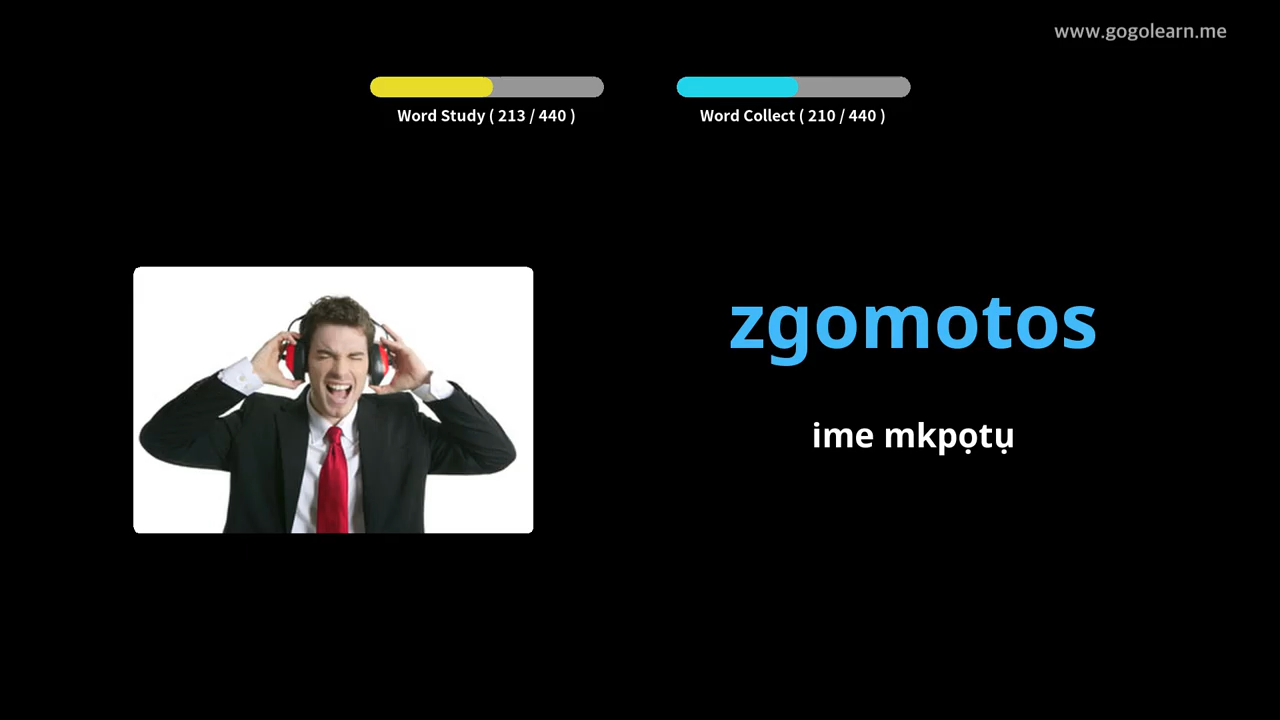 www.gogolearn.me
Word Study ( 213 / 440 )
Word Collect ( 210 / 440 )
zgomotos
ime mkpọtụ